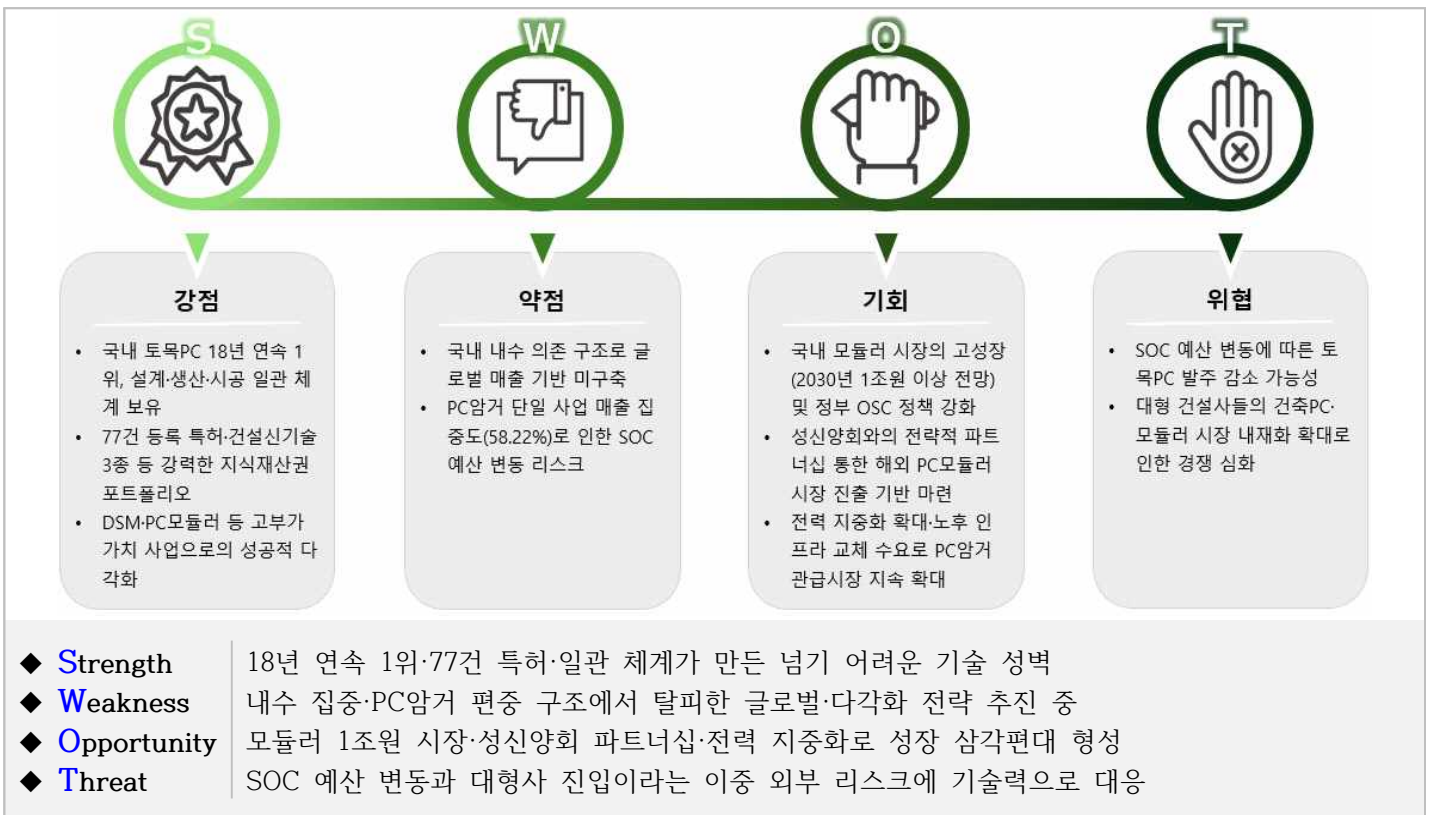 S W O T
강점
• 국내 토목PC 18년 연속 1
위, 설계·생산·시공 일관 체
계 보유
• 77건 등록 특허·건설신기술
3종 등 강력한 지식재산권
포트폴리오
• DSM·PC모듈러 등 고부가
가치 사업으로의 성공적 다
각화
약점
• 국내 내수 의존 구조로 글
로벌 매출 기반 미구축
• PC암거 단일 사업 매출 집
중도(58.22%)로 인한 SOC
예산 변동 리스크
기회
• 국내 모듈러 시장의 고성장
(2030년 1조원 이상 전망)
및 정부 OSC 정책 강화
• 성신양회와의 전략적 파트
너십 통한 해외 PC모듈러
시장 진출 기반 마련
• 전력 지중화 확대·노후 인
프라 교체 수요로 PC암거
관급시장 지속 확대
위협
• SOC 예산 변동에 따른 토
목PC 발주 감소 가능성
• 대형 건설사들의 건축PC·
모듈러 시장 내재화 확대로
인한 경쟁 심화
◆ Strength 18년 연속 1위·77건 특허·일관 체계가 만든 넘기 어려운 기술 성벽
◆ Weakness 내수 집중·PC암거 편중 구조에서 탈피한 글로벌·다각화 전략 추진 중
◆ Opportunity 모듈러 1조원 시장·성신양회 파트너십·전력 지중화로 성장 삼각편대 형성
◆ Threat SOC 예산 변동과 대형사 진입이라는 이중 외부 리스크에 기술력으로 대응